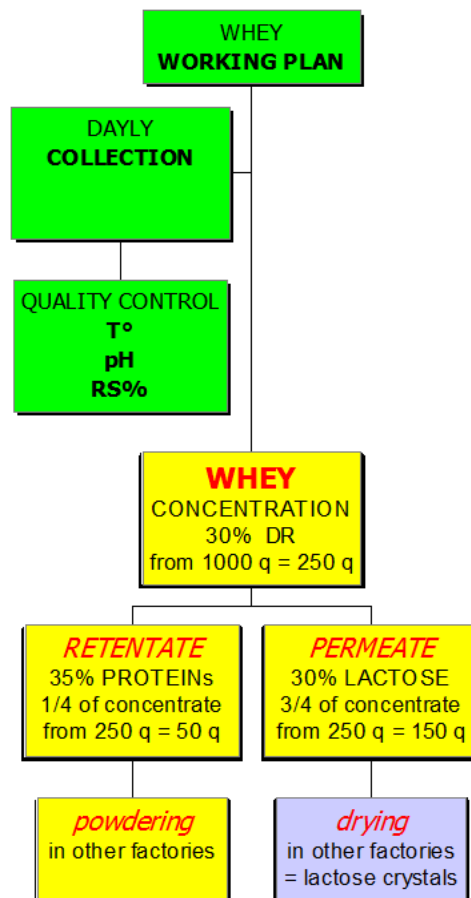 WHEY
WORKING PLAN
DAYLY
COLLECTION
QUALITY CONTROL
T°
pH
RS%
WHEY
CONCENTRATION
30% DR
from 1000 q = 250 q
RETENTATE
35% PROTEINs
1/4 of concentrate
from 250 q = 50 q
PERMEATE
30% LACTOSE
3/4 of concentrate
from 250 q = 150 q
powdering
in other factories
drying
in other factories
= lactose crystals